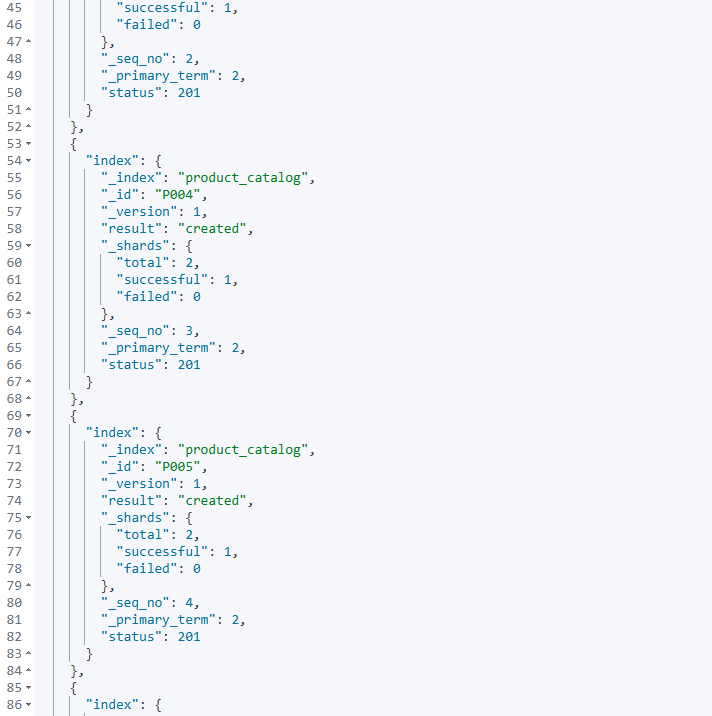 45 "successful": 1,
46 "failed": 0
47 },
48 "_seq_no": 2,
49 "_primary_term": 2,
50 "status": 201
51 }
52 },
53 {
54 "index": {
55 "_index": "product_catalog",
56 "_id": "P004",
57 "_version": 1,
58 "result": "created",
59 "_shards": {
60 "total": 2,
61 "successful": 1,
62 "failed": 0
63 },
64 "_seq_no": 3,
65 "_primary_term": 2,
66 "status": 201
67 }
68 },
69 {
70 "index": {
71 "_index": "product_catalog",
72 "_id": "P005",
73 "_version": 1,
74 "result": "created",
75 "_shards": {
76 "total": 2,
77 "successful": 1,
78 "failed": 0
79 },
80 "_seq_no": 4,
81 "_primary_term": 2,
82 "status": 201
83 }
84 },
85 {
86 "index": {